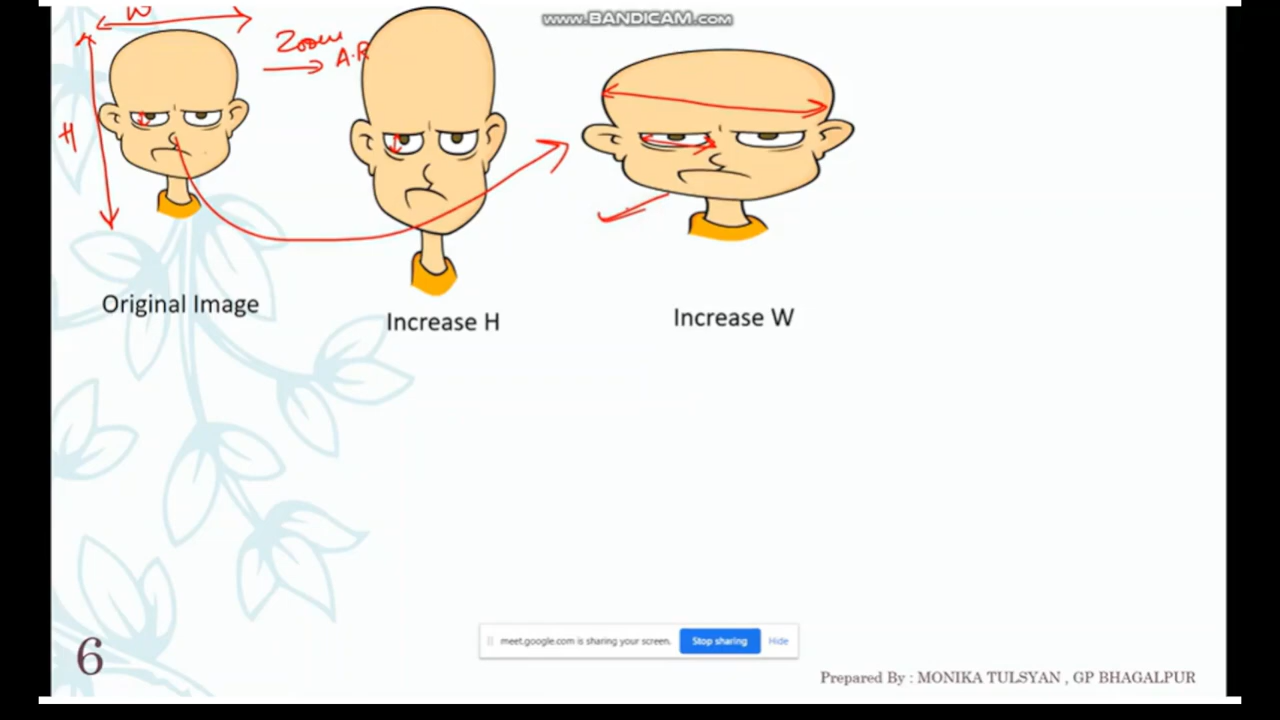 www.BANDICAM.com
W
Zoom
A.R
H
Original Image
Increase H
Increase W
meet.google.com is sharing your screen.
Stop sharing
Hide
6
Prepared By : MONIKA TULSYAN , GP BHAGALPUR